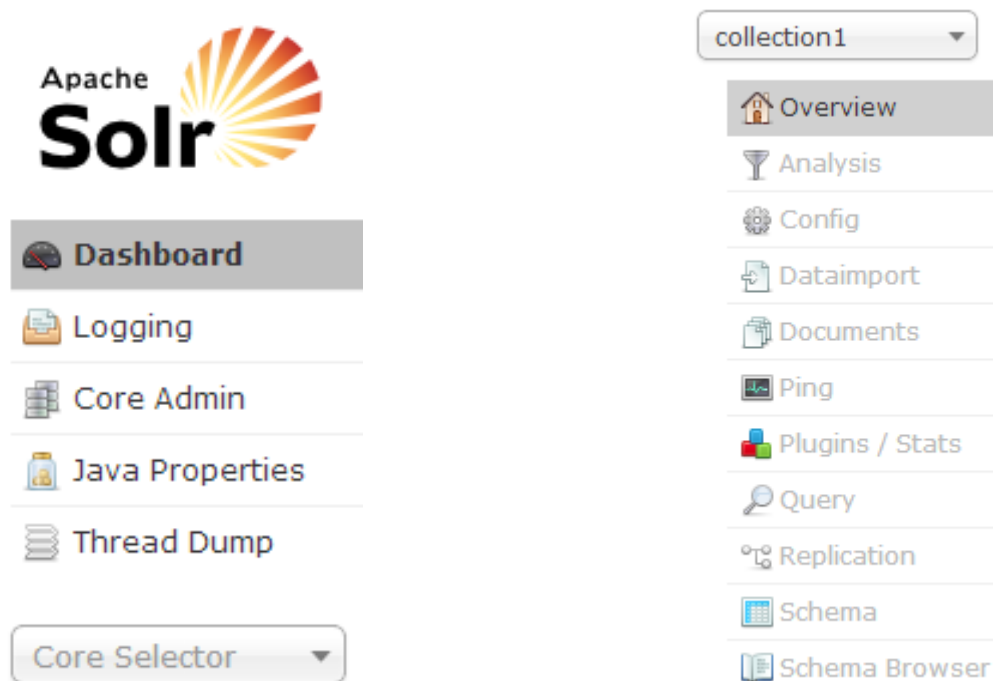 Apache
Solr
Dashboard
Logging
Core Admin
Java Properties
Thread Dump
Core Selector
collection1
Overview
Analysis
Config
Dataimport
Documents
Ping
Plugins / Stats
Query
Replication
Schema
Schema Browser